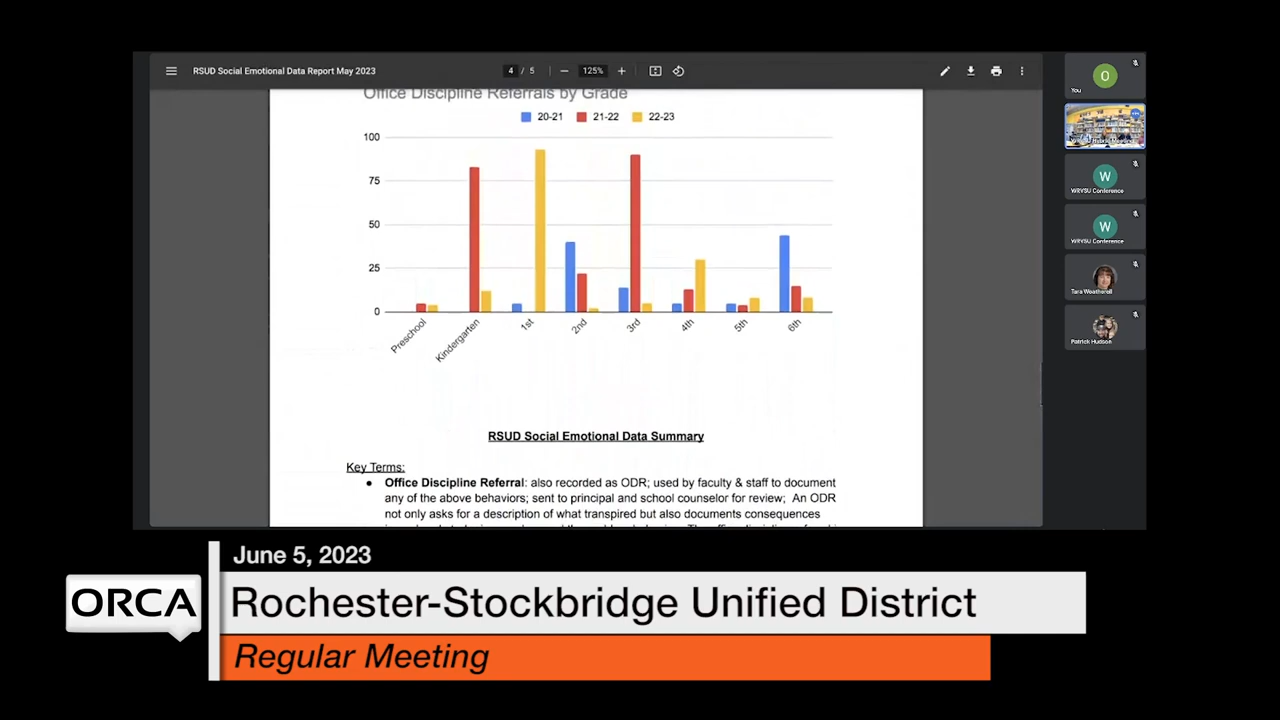 RSUD Social Emotional Data Report May 2023
4 / 5
125%
Office Discipline Referrals by Grade
20-21
21-22
22-23
100
75
50
25
0
Preschool
Kindergarten
1st
2nd
3rd
4th
5th
6th
RSUD Social Emotional Data Summary
Key Terms:
Office Discipline Referral: also recorded as ODR; used by faculty & staff to document
any of the above behaviors; sent to principal and school counselor for review; An ODR
not only asks for a description of what transpired but also documents consequences
O
You
Hybrid Meeting
W
WRVSU Conference
W
WRVSU Conference
Tara Weatherell
Patrick Hudson
June 5, 2023
ORCA
Rochester-Stockbridge Unified District
Regular Meeting